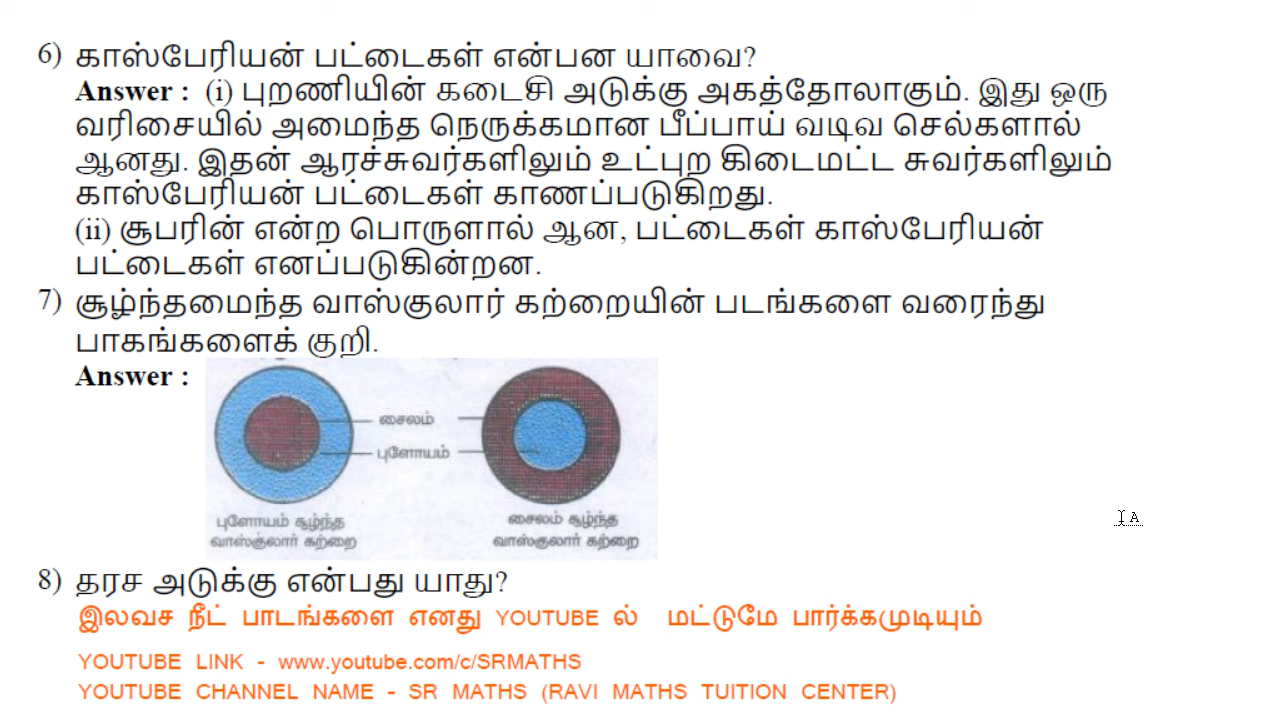 6) காஸ்பேரியன் பட்டைகள் என்பன யாவை?
Answer : (i) புறணியின் கடைசி அடுக்கு அகத்தோலாகும். இது ஒரு
வரிசையில் அமைந்த நெருக்கமான பீப்பாய் வடிவ செல்களால்
ஆனது. இதன் ஆரச்சுவர்களிலும் உட்புற கிடைமட்ட சுவர்களிலும்
காஸ்பேரியன் பட்டைகள் காணப்படுகிறது.
(ii) சூபரின் என்ற பொருளால் ஆன, பட்டைகள் காஸ்பேரியன்
பட்டைகள் எனப்படுகின்றன.
7) சூழ்ந்தமைந்த வாஸ்குலார் கற்றையின் படங்களை வரைந்து
பாகங்களைக் குறி.
Answer :
சைலம்
புளோயம்
புளோயம் சூழ்ந்த
வாஸ்குலார் கற்றை
சைலம் சூழ்ந்த
வாஸ்குலார் கற்றை
8) தரச அடுக்கு என்பது யாது?
இலவச நீட் பாடங்களை எனது YOUTUBE ல் மட்டுமே பார்க்கமுடியும்
YOUTUBE LINK - www.youtube.com/c/SRMATHS
YOUTUBE CHANNEL NAME - SR MATHS (RAVI MATHS TUITION CENTER)
A